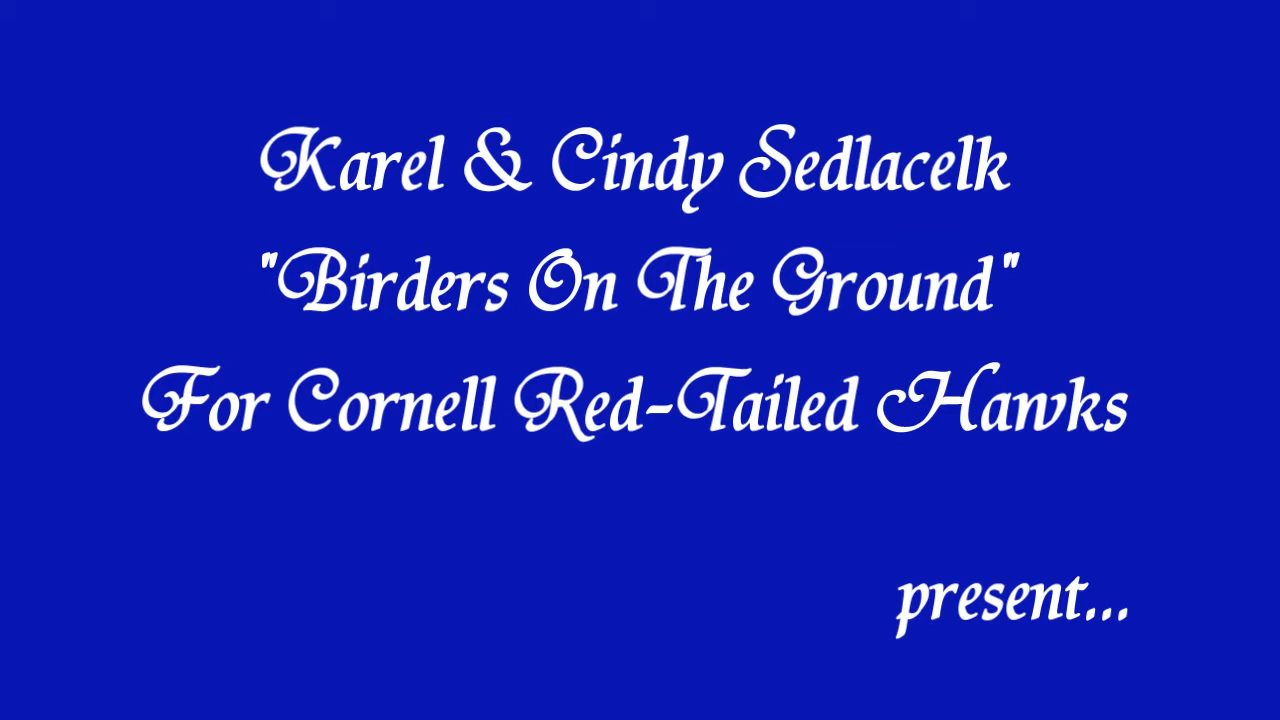 Karel & Cindy Sedlacelk
"Birders On The Ground"
For Cornell Red-Tailed Hawks
present...